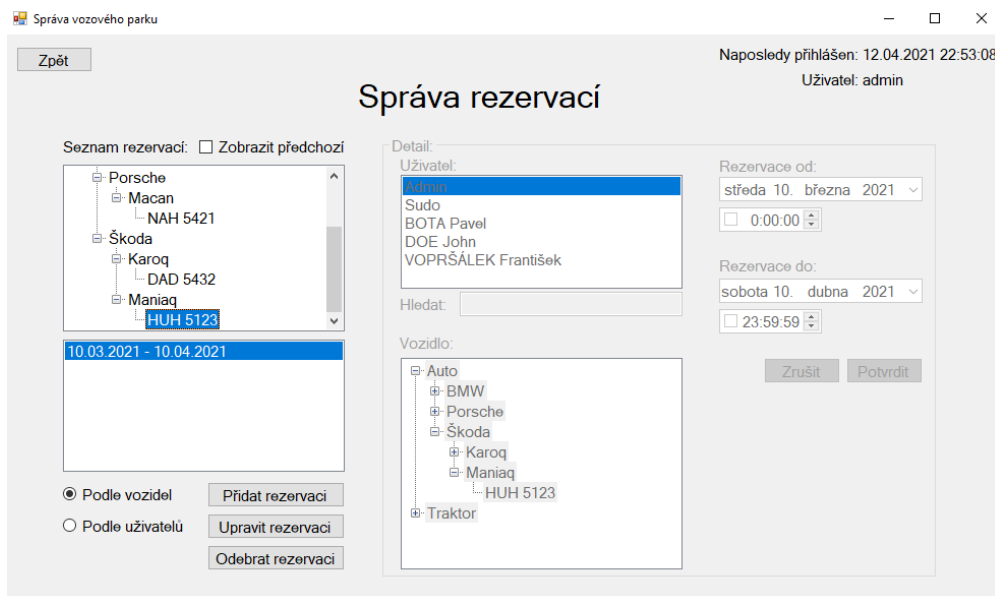 Správa vozového parku
Zpět
Naposledy přihlášen: 12.04.2021 22:53:08
Uživatel: admin
Správa rezervací
Seznam rezervací:
Zobrazit předchozí
Porsche
Macan
NAH 5421
Škoda
Karoq
DAD 5432
Maniaq
HUH 5123
10.03.2021 - 10.04.2021
Podle vozidel
Přidat rezervaci
Podle uživatelů
Upravit rezervaci
Odebrat rezervaci
Detail:
Uživatel:
Admin
Sudo
BOTA Pavel
DOE John
VOPRŠÁLEK František
Hledat:
Vozidlo:
Auto
BMW
Porsche
Škoda
Karoq
Maniaq
HUH 5123
Traktor
Rezervace od:
středa 10. března 2021
0:00:00
Rezervace do:
sobota 10. dubna 2021
23:59:59
Zrušit
Potvrdit